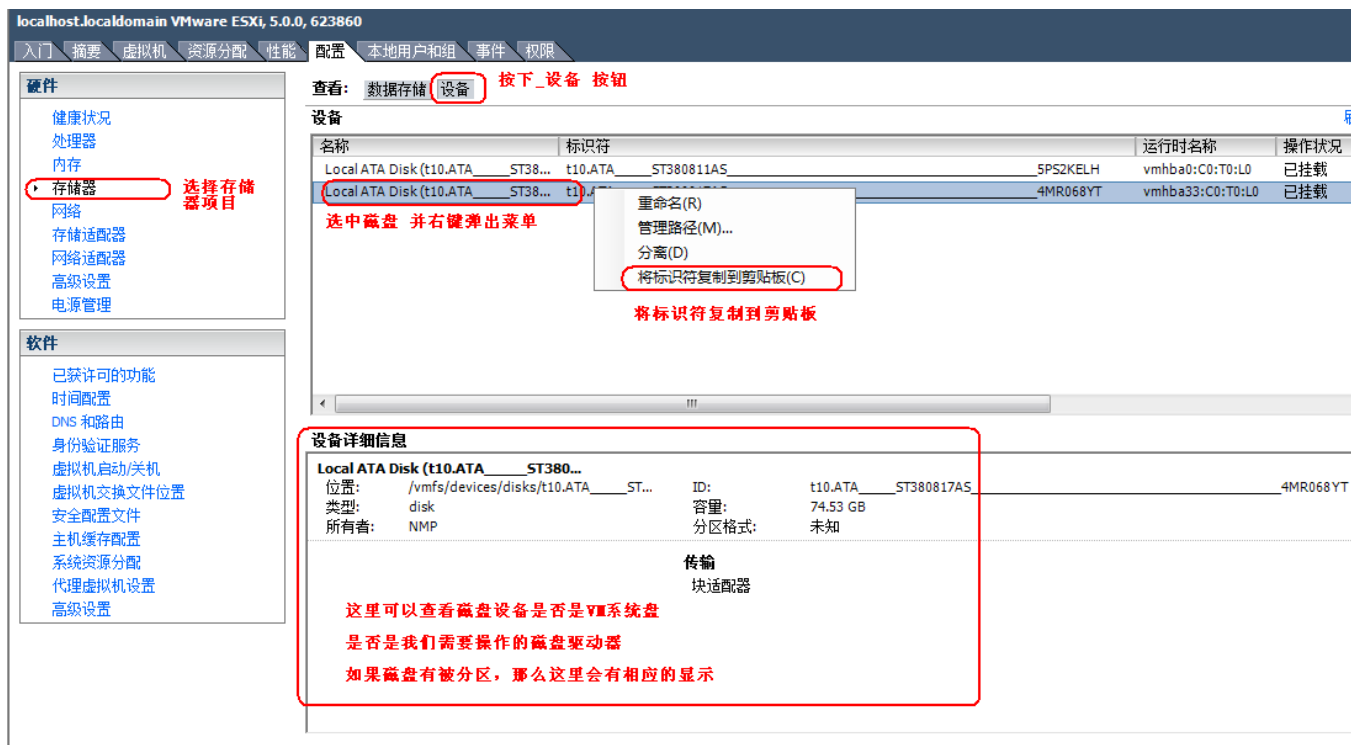 localhost.localdomain VMware ESXi, 5.0.0, 623860
入门 摘要 虚拟机 资源分配 性能 配置 本地用户和组 事件 权限
硬件
健康状况
处理器
内存
存储器
网络
存储适配器
网络适配器
高级设置
电源管理
选择存储
器项目
软件
已获许可的功能
时间配置
DNS 和路由
身份验证服务
虚拟机启动/关机
虚拟机交换文件位置
安全配置文件
主机缓存配置
系统资源分配
代理虚拟机设置
高级设置
查看: 数据存储 设备 按下_设备 按钮
设备
名称 标识符 运行时名称 操作状况
Local ATA Disk (t10.ATA_____ST38... t10.ATA_____ST380811AS__________________________________________5PS2KELH vmhba0:C0:T0:L0 已挂载
Local ATA Disk (t10.ATA_____ST38... 4MR068YT vmhba33:C0:T0:L0 已挂载
选中磁盘 并右键弹出菜单
重命名(R)
管理路径(M)...
分离(D)
将标识符复制到剪贴板(C)
将标识符复制到剪贴板
设备详细信息
Local ATA Disk (t10.ATA_____ST380...
位置: /vmfs/devices/disks/t10.ATA_____ST... ID: t10.ATA_____ST380817AS__________________________________________4MR068YT
类型: disk 容量: 74.53 GB
所有者: NMP 分区格式: 未知
传输
块适配器
这里可以查看磁盘设备是否是VM系统盘
是否是我们需要操作的磁盘驱动器
如果磁盘有被分区，那么这里会有相应的显示